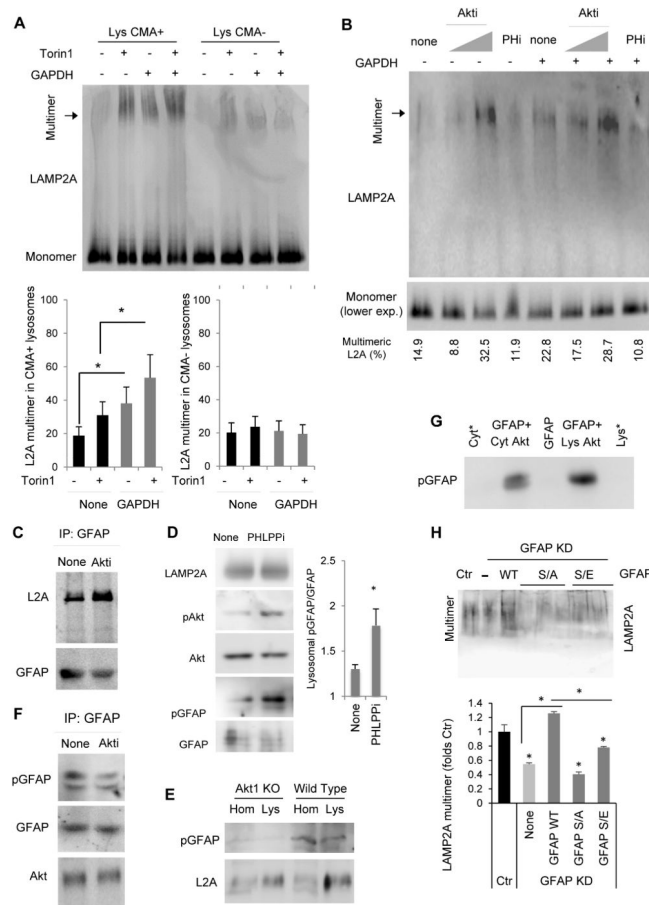 A
Lys CMA+ Lys CMA-
Torin1 - + - + - + - +
GAPDH - - + + - - + +
Multimer
LAMP2A
Monomer
L2A multimer in CMA+ lysosomes
100
80
60
40
20
0
*
*
Torin1 - + - +
None GAPDH
L2A multimer in CMA- lysosomes
100
80
60
40
20
0
- + - +
None GAPDH
B
Akti Akti
none PHi none PHi
GAPDH - - - - + + + +
Multimer
LAMP2A
Monomer
(lower exp.)
Multimeric
L2A (%)
14.9 8.8 32.5 11.9 22.8 17.5 28.7 10.8
C
IP: GFAP
None Akti
L2A
GFAP
D
None PHLPPi
LAMP2A
pAkt
Akt
pGFAP
GFAP
Lysosomal pGFAP/GFAP
2
1.5
1
*
None
PHLPPi
E
Akt1 KO Wild Type
Hom Lys Hom Lys
pGFAP
L2A
F
IP: GFAP
None Akti
pGFAP
GFAP
Akt
G
Cyt*
GFAP+
Cyt Akt
GFAP
GFAP+
Lys Akt
Lys*
pGFAP
H
GFAP KD
Ctr – WT S/A S/E GFAP
Multimer
LAMP2A
LAMP2A multimer (folds Ctr)
1.4
1.2
1
0.8
0.6
0.4
0.2
0
* *
* * *
Ctr
None
GFAP WT
GFAP S/A
GFAP S/E
Ctr GFAP KD